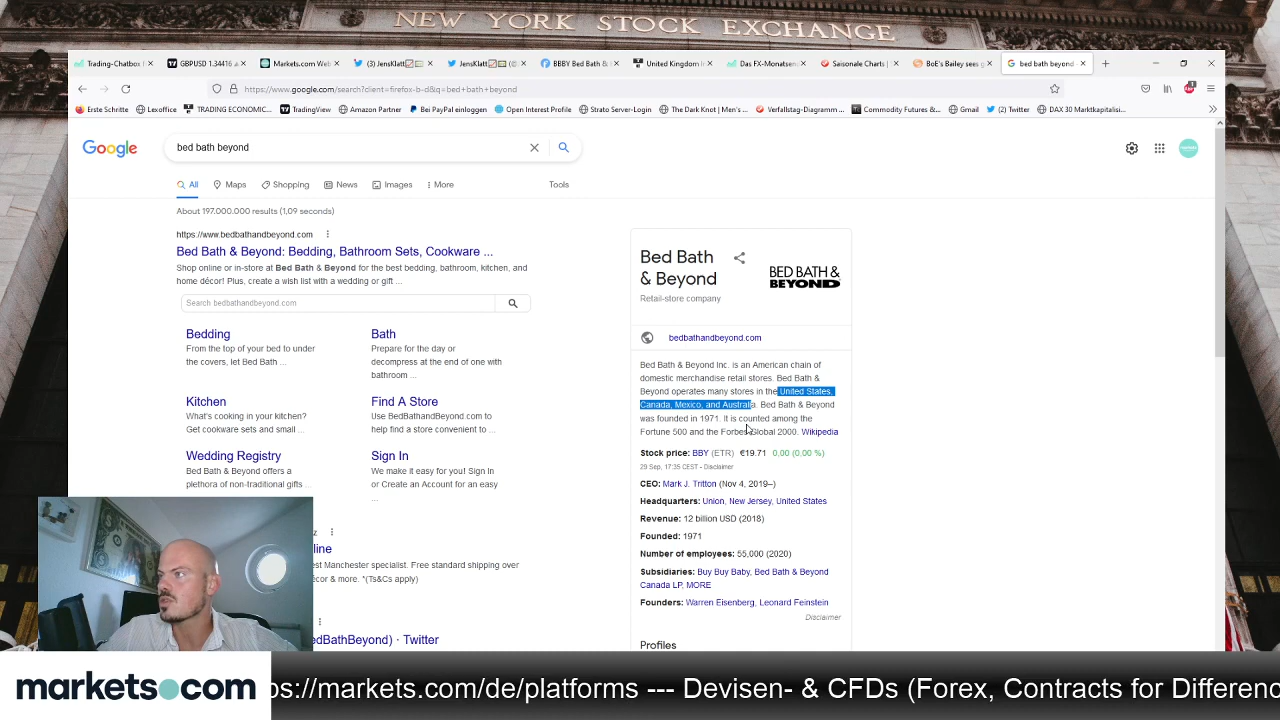 NEW YORK STOCK EXCHANGE
Trading-Chatbox f
GBPUSD 1.34416
Markets.com Web
(3) JensKlatt
JensKlatt
BBBY Bed Bath &
United Kingdom In
Das FX-Monatsen
Saisonale Charts |
BoE's Bailey sees g
bed bath beyond -
https://www.google.com/search?client=firefox-b-d&q=bed+bath+beyond
Erste Schritte
Lexoffice
TRADING ECONOMIC...
TradingView
Amazon Partner
Bei PayPal einloggen
Open Interest Profile
Strato Server-Login
The Dark Knot | Men's ...
Verfallstag-Diagramm ...
Commodity Futures &...
Gmail
(2) Twitter
DAX 30 Marktkapitalisi...
Google
bed bath beyond
All
Maps
Shopping
News
Images
More
Tools
About 197.000.000 results (1,09 seconds)
https://www.bedbathandbeyond.com
Bed Bath & Beyond: Bedding, Bathroom Sets, Cookware ...
Shop online or in-store at Bed Bath & Beyond for the best bedding, bathroom, kitchen, and
home décor! Plus, create a wish list with a wedding or gift ...
Search bedbathandbeyond.com
Bedding
From the top of your bed to under
the covers, let Bed Bath ...
Bath
Prepare for the day or
decompress at the end of one with
bathroom ...
Kitchen
What's cooking in your kitchen?
Get cookware sets and small ...
Find A Store
Use BedBathandBeyond.com to
help find a store convenient to ...
Wedding Registry
Bed Bath & Beyond offers a
plethora of non-traditional gifts ...
Sign In
We make it easy for you! Sign In
or Create an Account for an easy
...
z
line
Manchester specialist. Free standard shipping over
écor & more. *(Ts&Cs apply)
edBathBeyond) · Twitter
Bed Bath
& Beyond
Retail-store company
BED BATH &
BEYOND
bedbathandbeyond.com
Bed Bath & Beyond Inc. is an American chain of
domestic merchandise retail stores. Bed Bath &
Beyond operates many stores in the United States,
Canada, Mexico, and Australia. Bed Bath & Beyond
was founded in 1971. It is counted among the
Fortune 500 and the Forbes Global 2000. Wikipedia
Stock price: BBY (ETR) €19.71 0,00 (0,00 %)
29 Sep, 17:35 CEST - Disclaimer
CEO: Mark J. Tritton (Nov 4, 2019–)
Headquarters: Union, New Jersey, United States
Revenue: 12 billion USD (2018)
Founded: 1971
Number of employees: 55,000 (2020)
Subsidiaries: Buy Buy Baby, Bed Bath & Beyond
Canada LP, MORE
Founders: Warren Eisenberg, Leonard Feinstein
Disclaimer
Profiles
markets.com
ps://markets.com/de/platforms --- Devisen- & CFDs (Forex, Contracts for Differenc